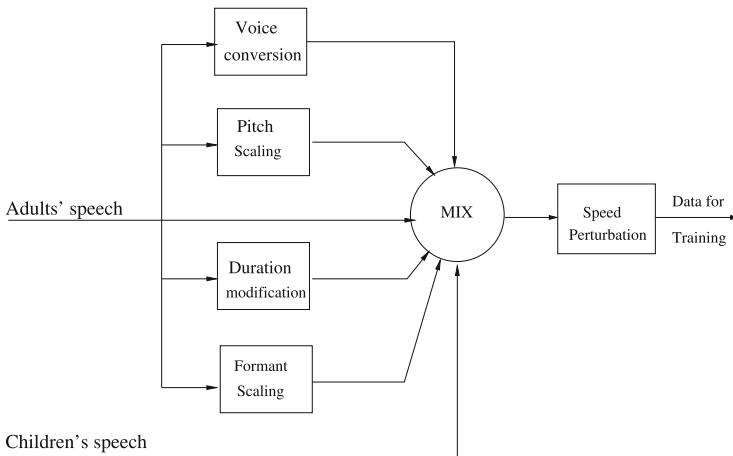 Voice
conversion
Pitch
Scaling
Adults' speech
MIX
Speed
Perturbation
Data for
Training
Duration
modification
Formant
Scaling
Children's speech